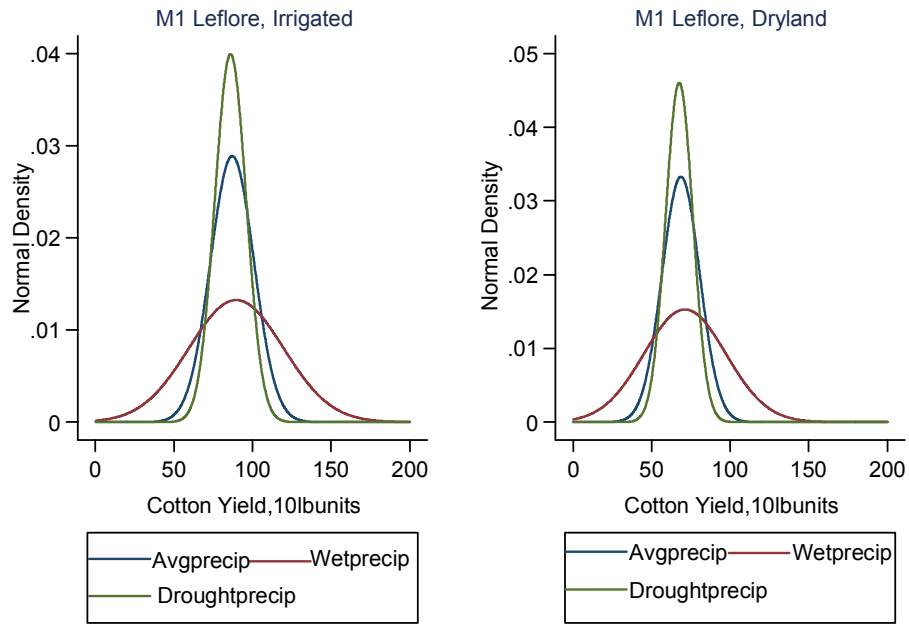 M1 Leflore, Irrigated
.04
.03
.02
.01
0
Normal Density
0 50 100 150 200
Cotton Yield,10lbunits
Avgprecip Wetprecip
Droughtprecip
M1 Leflore, Dryland
.05
.04
.03
.02
.01
0
Normal Density
0 50 100 150 200
Cotton Yield,10lbunits
Avgprecip Wetprecip
Droughtprecip